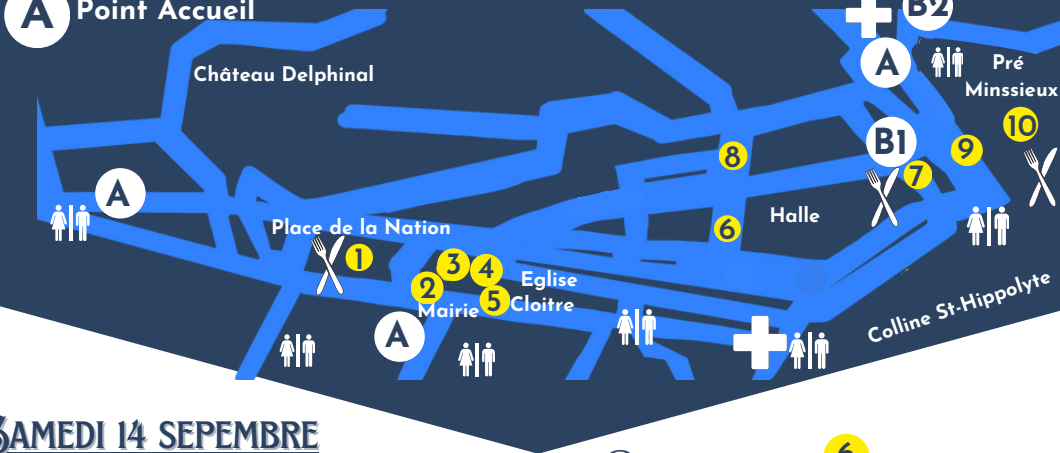 A Point Accueil
B2
Château Delphinal
A
Pré
Minssieux
10
B1
9
8
7
A
Place de la Nation
6
Halle
1
3
4
2
5
Eglise
Cloitre
Mairie
A
Colline St-Hippolyte
SAMEDI 14 SEPEMBRE
6